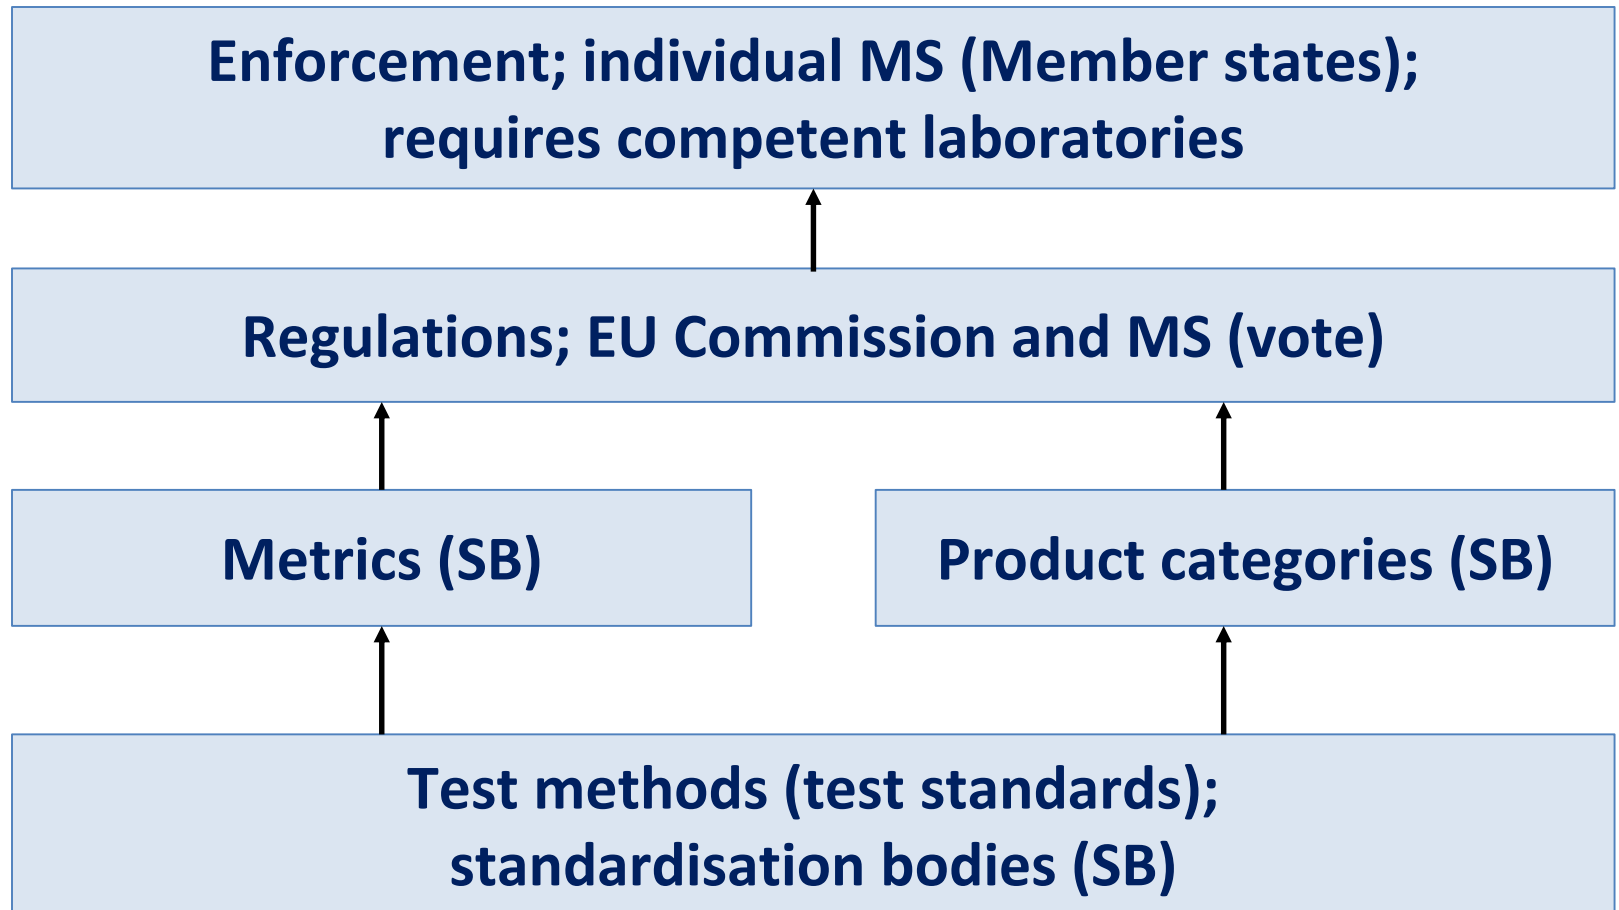 Enforcement; individual MS (Member states);
requires competent laboratories
Regulations; EU Commission and MS (vote)
Metrics (SB)
Product categories (SB)
Test methods (test standards);
standardisation bodies (SB)